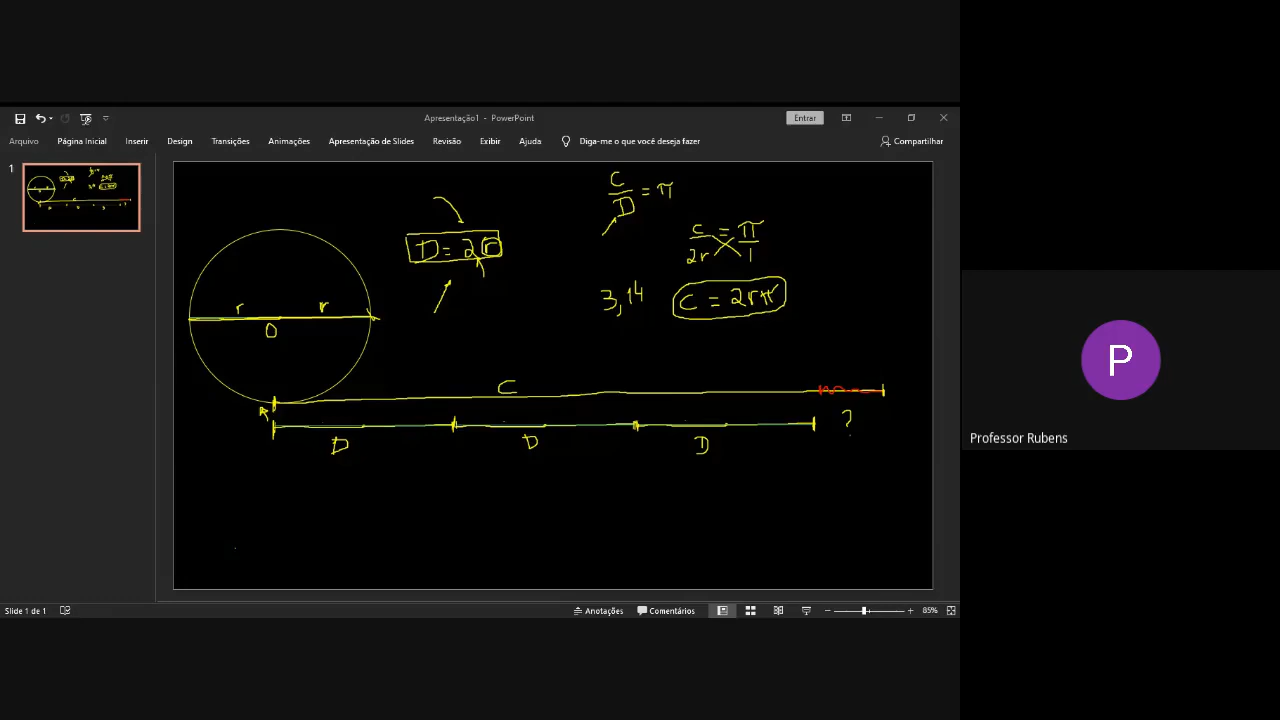 Apresentação1 - PowerPoint
Entrar
Arquivo Página Inicial Inserir Design Transições Animações Apresentação de Slides Revisão Exibir Ajuda Diga-me o que você deseja fazer Compartilhar
1
C/D = π
D = 2r
C/2r = π/1
3,14
C = 2rπ
r r
O
C
D D D ?
P
Professor Rubens
Slide 1 de 1 Anotações Comentários 85%